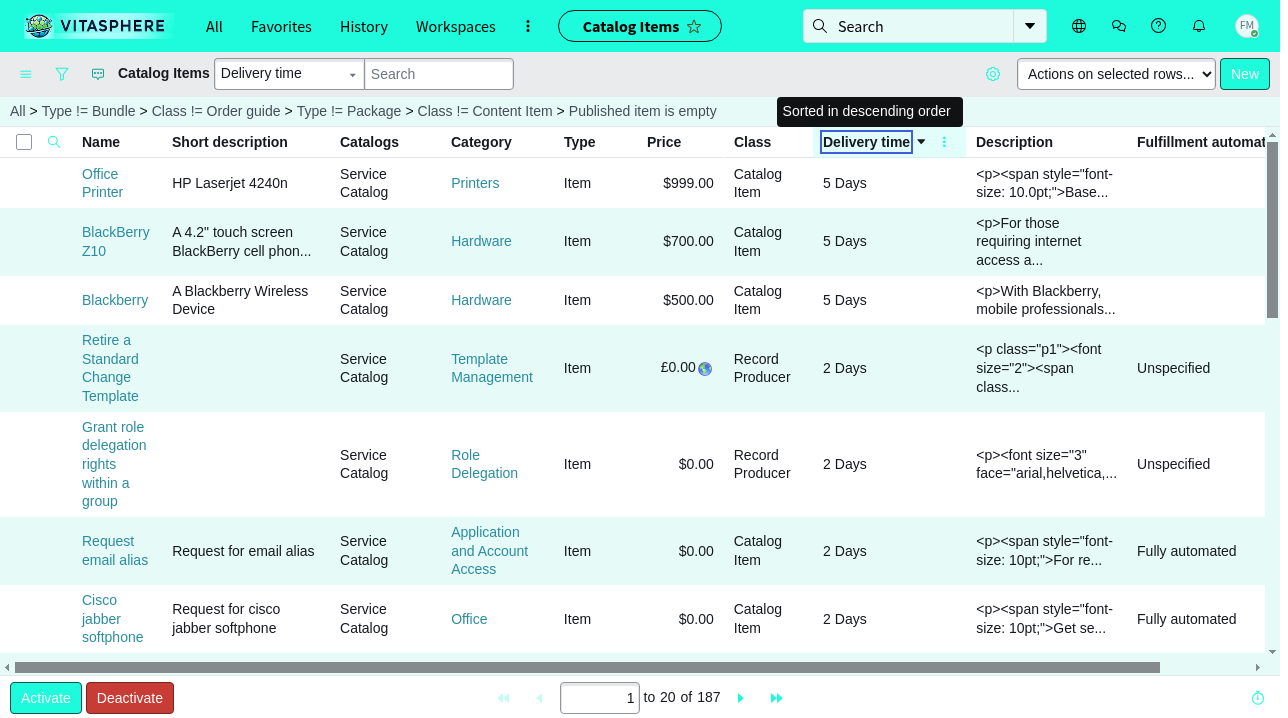 VITASPHERE All Favorites History Workspaces Catalog Items Search FM
Catalog Items Delivery time Search Actions on selected rows... New
All > Type != Bundle > Class != Order guide > Type != Package > Class != Content Item > Published item is empty
Sorted in descending order
Name Short description Catalogs Category Type Price Class Delivery time Description Fulfillment automat
Office
Printer
HP Laserjet 4240n
Service
Catalog
Printers
Item
$999.00
Catalog
Item
5 Days
<p><span style="font-
size: 10.0pt;">Base...
BlackBerry
Z10
A 4.2" touch screen
BlackBerry cell phon...
Service
Catalog
Hardware
Item
$700.00
Catalog
Item
5 Days
<p>For those
requiring internet
access a...
Blackberry
A Blackberry Wireless
Device
Service
Catalog
Hardware
Item
$500.00
Catalog
Item
5 Days
<p>With Blackberry,
mobile professionals...
Retire a
Standard
Change
Template
Service
Catalog
Template
Management
Item
£0.00
Record
Producer
2 Days
<p class="p1"><font
size="2"><span
class...
Unspecified
Grant role
delegation
rights
within a
group
Service
Catalog
Role
Delegation
Item
$0.00
Record
Producer
2 Days
<p><font size="3"
face="arial,helvetica,...
Unspecified
Request
email alias
Request for email alias
Service
Catalog
Application
and Account
Access
Item
$0.00
Catalog
Item
2 Days
<p><span style="font-
size: 10pt;">For re...
Fully automated
Cisco
jabber
softphone
Request for cisco
jabber softphone
Service
Catalog
Office
Item
$0.00
Catalog
Item
2 Days
<p><span style="font-
size: 10pt;">Get se...
Fully automated
Activate Deactivate 1 to 20 of 187